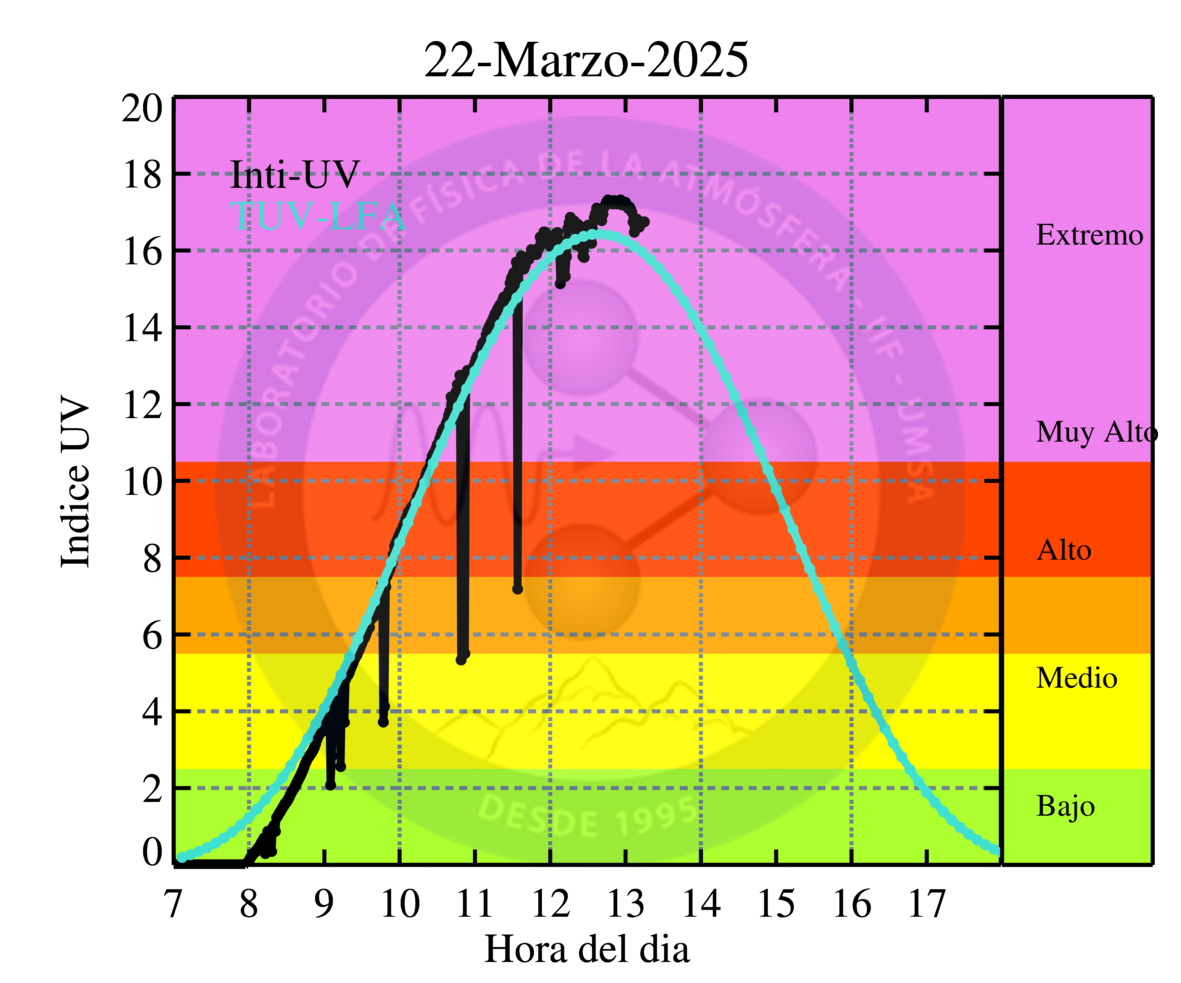 22-Marzo-2025
Inti-UV
TUV-LFA
LABORATORIO DE FÍSICA DE LA ATMÓSFERA - IIF - UMSA
DESDE 1995
Indice UV
20
18
16
14
12
10
8
6
4
2
0
Extremo
Muy Alto
Alto
Medio
Bajo
7 8 9 10 11 12 13 14 15 16 17
Hora del dia